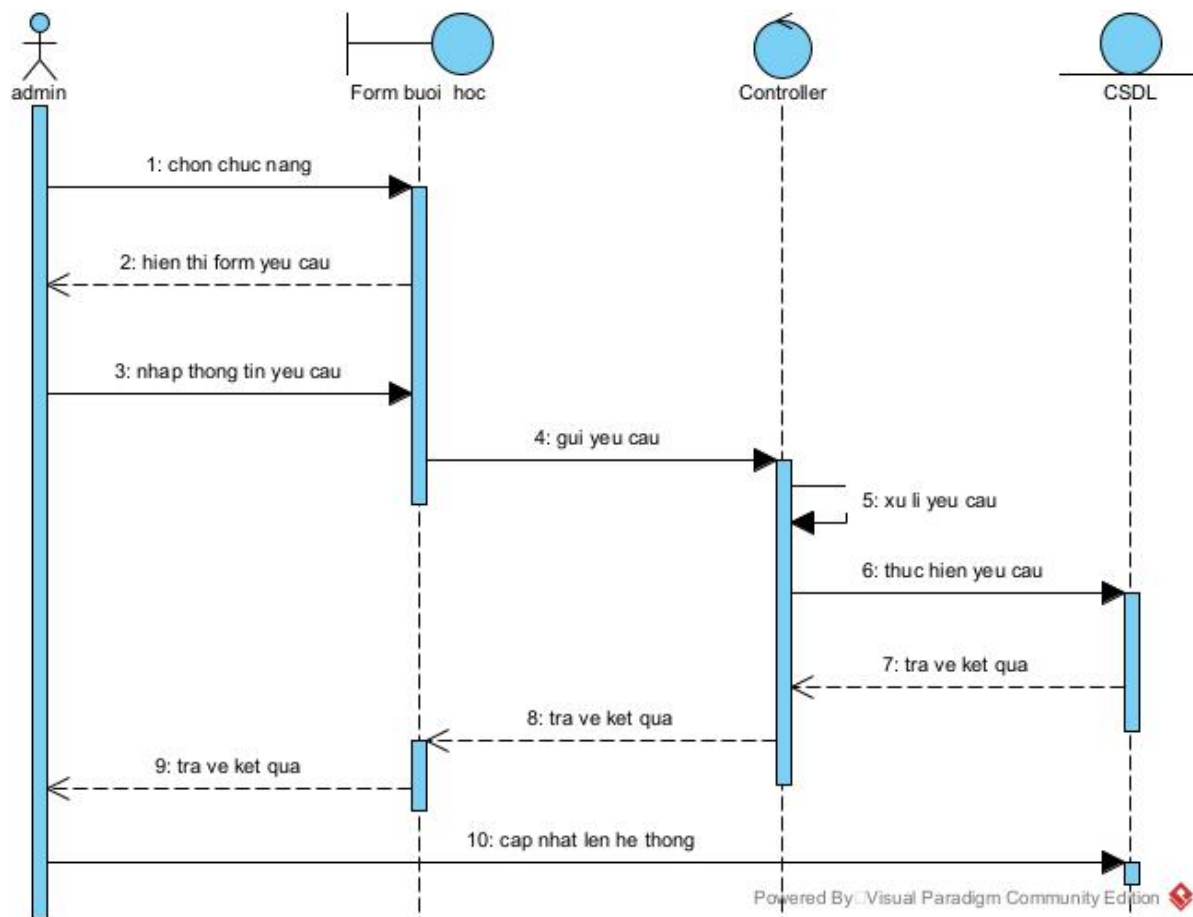 admin
Form buoi hoc
Controller
CSDL
1: chon chuc nang
2: hien thi form yeu cau
3: nhap thong tin yeu cau
4: gui yeu cau
5: xu li yeu cau
6: thuc hien yeu cau
7: tra ve ket qua
8: tra ve ket qua
9: tra ve ket qua
10: cap nhat len he thong
Powered By Visual Paradigm Community Edition